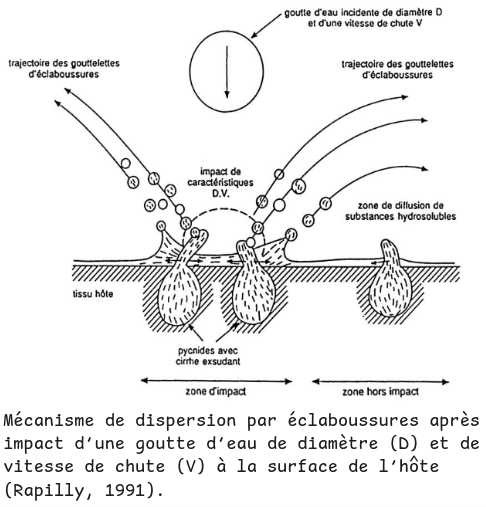 goutte d'eau incidente de diamètre D
et d'une vitesse de chute V
trajectoire des gouttelettes
d'éclaboussures
trajectoire des gouttelettes
d'éclaboussures
impact de
caractéristiques
D.V.
zone de diffusion de
substances hydrosolubles
tissu hôte
pycnides avec
cirrhe exsudant
zone d'impact
zone hors impact
Mécanisme de dispersion par éclaboussures après
impact d'une goutte d'eau de diamètre (D) et de
vitesse de chute (V) à la surface de l'hôte
(Rapilly, 1991).